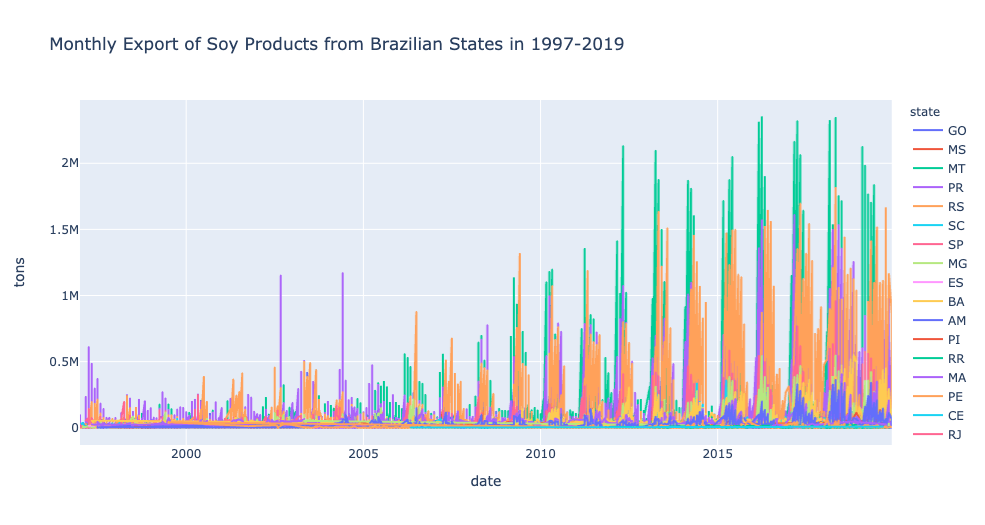 Monthly Export of Soy Products from Brazilian States in 1997-2019
state
GO
MS
MT
PR
RS
SC
SP
MG
ES
BA
AM
PI
RR
MA
PE
CE
RJ
tons
2M
1.5M
1M
0.5M
0
2000
2005
2010
2015
date